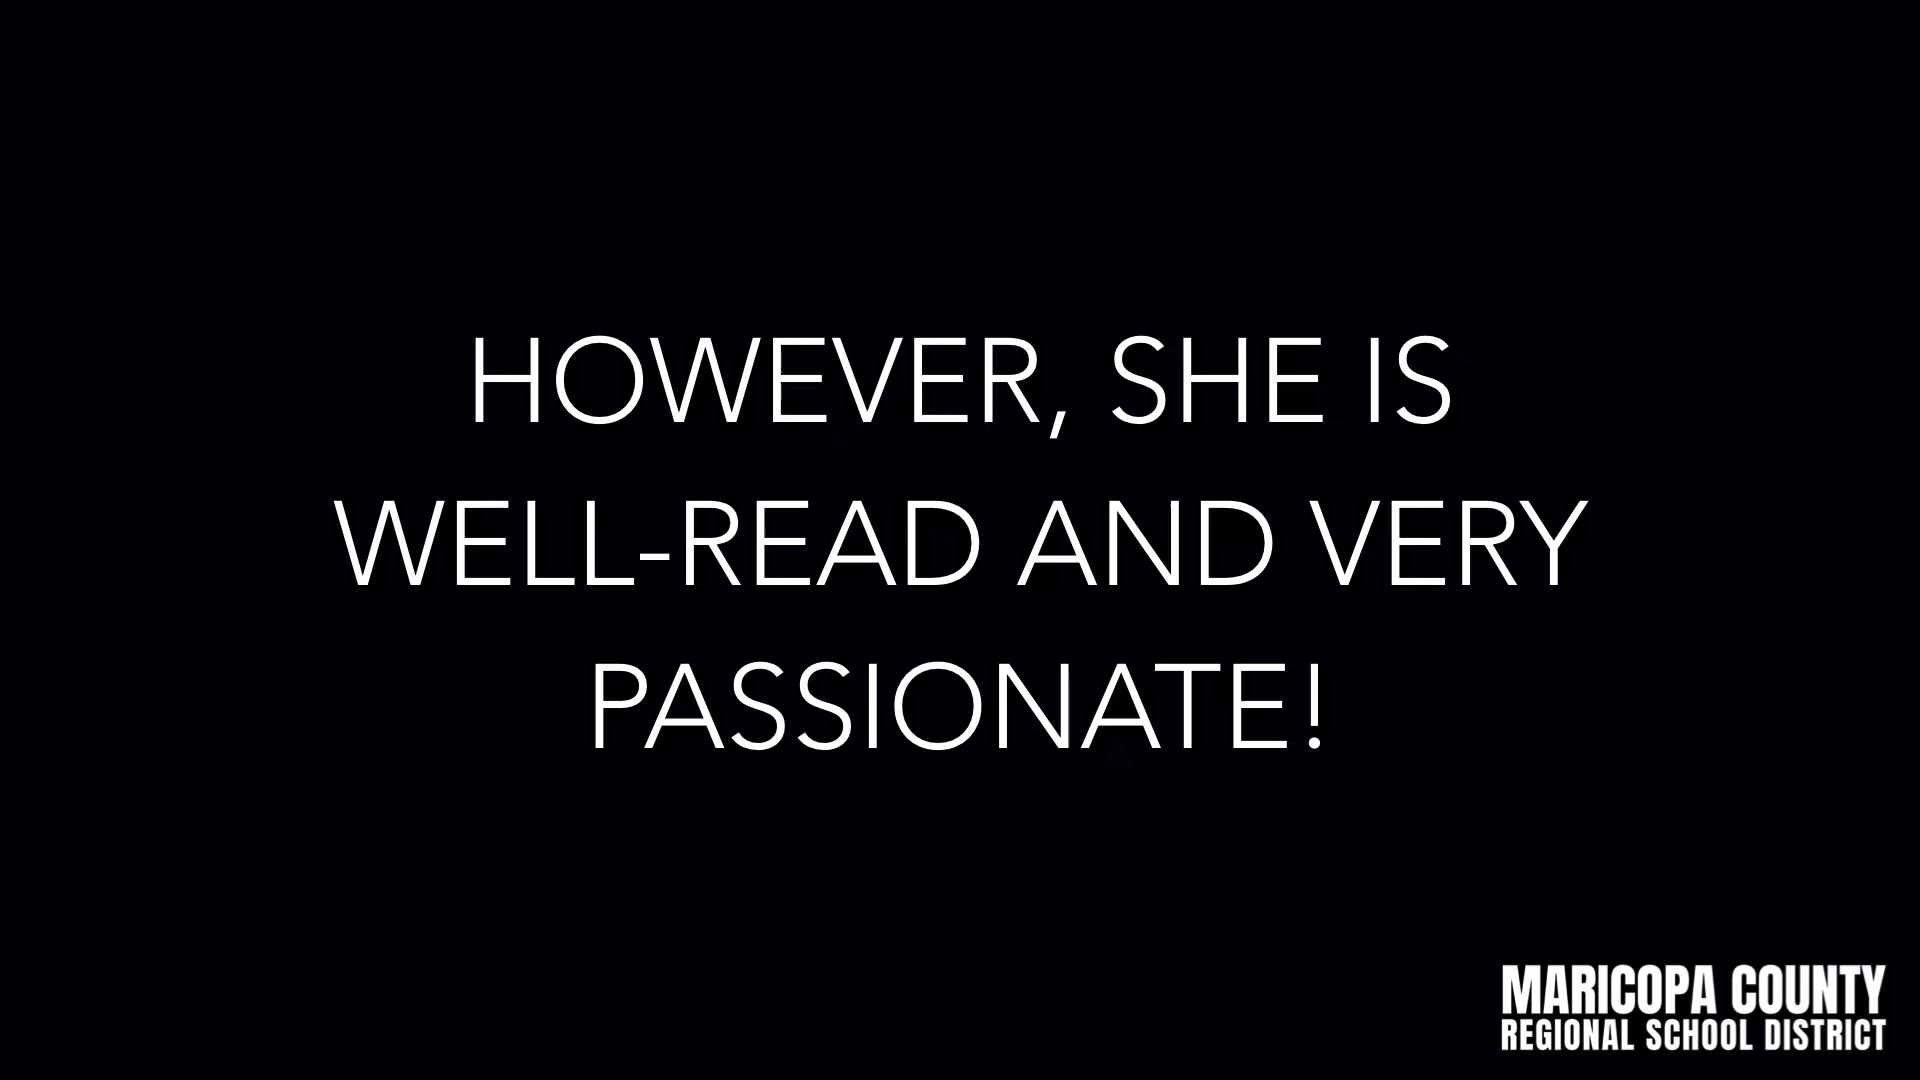 HOWEVER, SHE IS
WELL-READ AND VERY
PASSIONATE!
MARICOPA COUNTY
REGIONAL SCHOOL DISTRICT